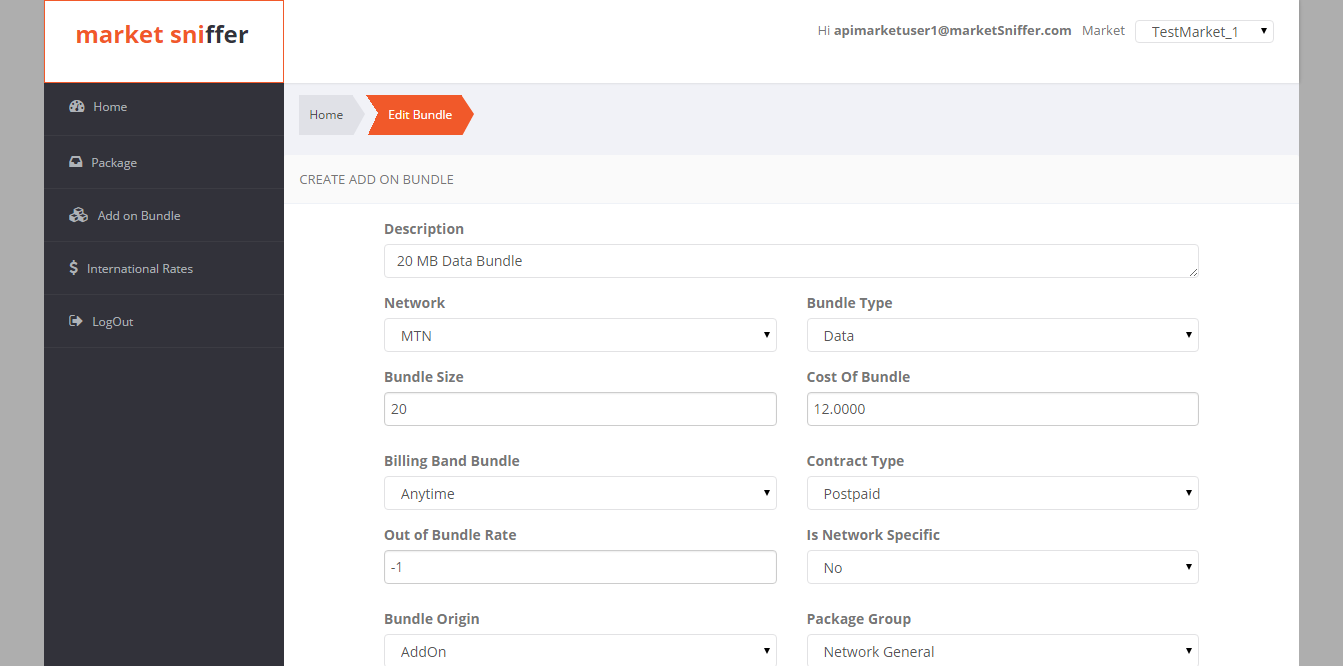 market sniffer
Hi apimarketuser1@marketSniffer.com Market TestMarket_1
Home
Package
Add on Bundle
International Rates
LogOut
Home Edit Bundle
CREATE ADD ON BUNDLE
Description
20 MB Data Bundle
Network Bundle Type
MTN Data
Bundle Size Cost Of Bundle
20 12.0000
Billing Band Bundle Contract Type
Anytime Postpaid
Out of Bundle Rate Is Network Specific
-1 No
Bundle Origin Package Group
AddOn Network General